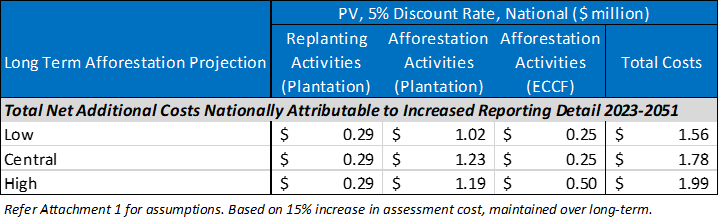 PV, 5% Discount Rate, National ($ million)
Long Term Afforestation Projection Replanting Activities (Plantation) Afforestation Activities (Plantation) Afforestation Activities (ECCF) Total Costs
Total Net Additional Costs Nationally Attributable to Increased Reporting Detail 2023-2051
Low $ 0.29 $ 1.02 $ 0.25 $ 1.56
Central $ 0.29 $ 1.23 $ 0.25 $ 1.78
High $ 0.29 $ 1.19 $ 0.50 $ 1.99
Refer Attachment 1 for assumptions. Based on 15% increase in assessment cost, maintained over long-term.